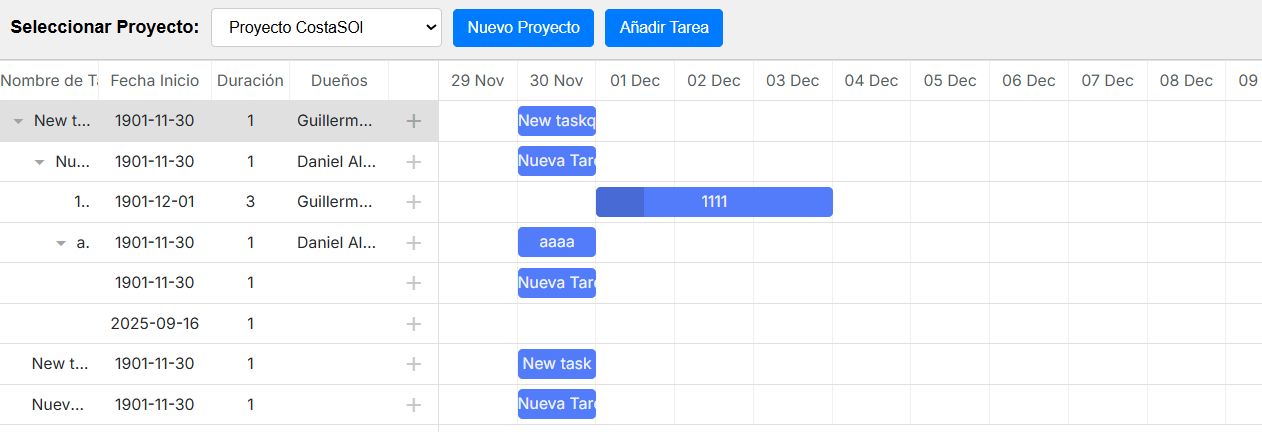 Seleccionar Proyecto: Proyecto CostaSOl Nuevo Proyecto Añadir Tarea
Nombre de Ta Fecha Inicio Duración Dueños 29 Nov 30 Nov 01 Dec 02 Dec 03 Dec 04 Dec 05 Dec 06 Dec 07 Dec 08 Dec 09
New t... 1901-11-30 1 Guillerm... + New taskq
Nu... 1901-11-30 1 Daniel Al... + Nueva Tare
1.. 1901-12-01 3 Guillerm... + 1111
a. 1901-11-30 1 Daniel Al... + aaaa
1901-11-30 1 + Nueva Tare
2025-09-16 1 +
New t... 1901-11-30 1 + New task
Nuev... 1901-11-30 1 + Nueva Tare